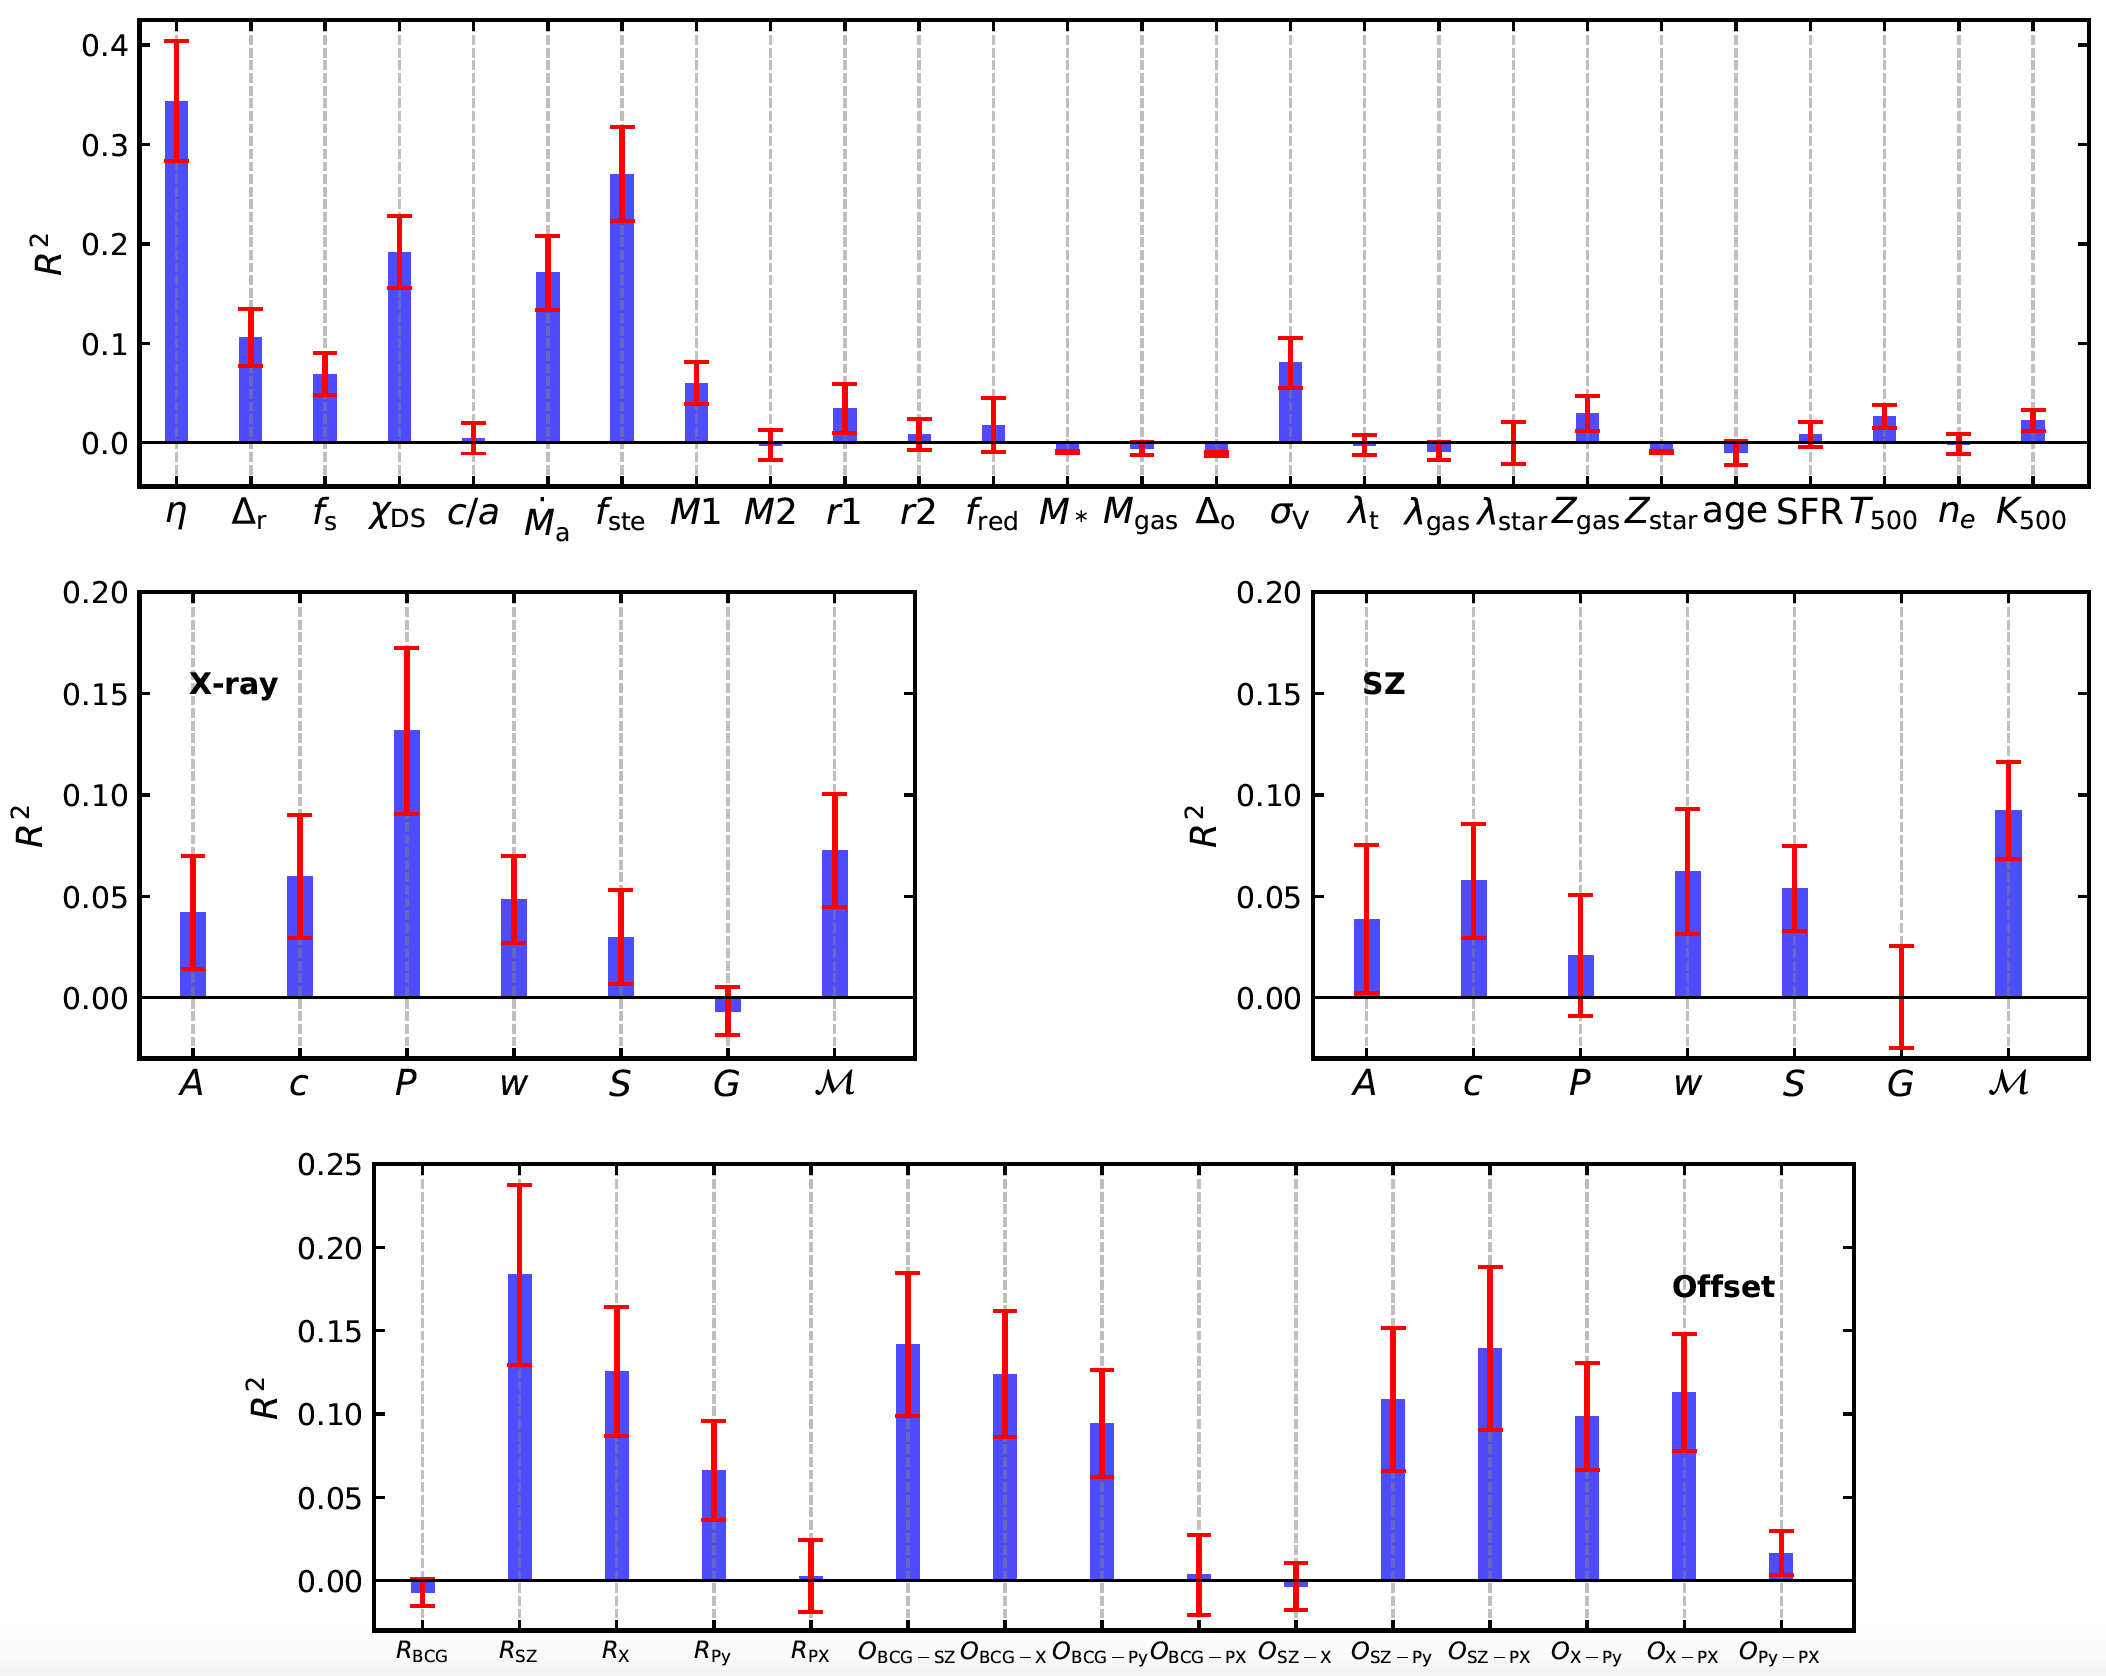 0.4
0.3
0.2
0.1
0.0
R²
η Δr fs χDS c/a Ṁa fste M1 M2 r1 r2 fred M* Mgas Δo σV λt λgas λstar Zgas Zstar age SFR T500 ne K500
0.20
0.15
0.10
0.05
0.00
R²
X-ray
A c P w S G ℳ
0.20
0.15
0.10
0.05
0.00
R²
SZ
A c P w S G ℳ
0.25
0.20
0.15
0.10
0.05
0.00
R²
Offset
RBCG RSZ RX RPy RPX OBCG−SZ OBCG−X OBCG−Py OBCG−PX OSZ−X OSZ−Py OSZ−PX OX−Py OX−PX OPy−PX